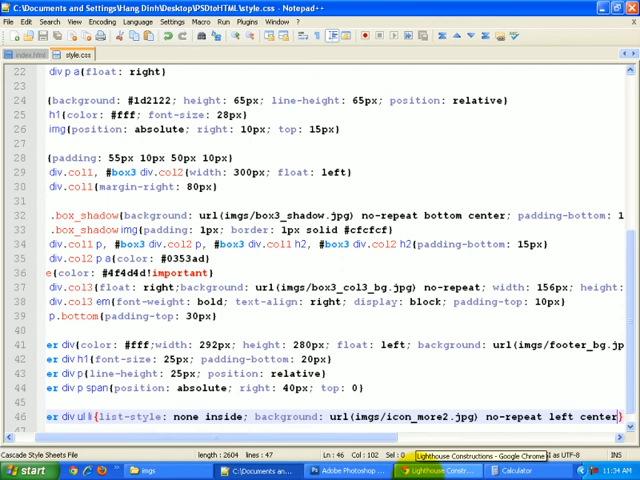 C:\Documents and Settings\Hang Dinh\Desktop\PSDtoHTML\style.css - Notepad++
File Edit Search View Encoding Language Settings Macro Run Plugins Window ?
index.html style.css
22 div p a{float: right}
23
24 {background: #1d2122; height: 65px; line-height: 65px; position: relative}
25 h1{color: #fff; font-size: 28px}
26 img{position: absolute; right: 10px; top: 15px}
27
28 {padding: 55px 10px 50px 10px}
29 div.col1, #box3 div.col2{width: 300px; float: left}
30 div.col1{margin-right: 80px}
31
32 .box_shadow{background: url(imgs/box3_shadow.jpg) no-repeat bottom center; padding-bottom: 1
33 .box_shadow img{padding: 1px; border: 1px solid #cfcfcf}
34 div.col1 p, #box3 div.col2 p, #box3 div.col1 h2, #box3 div.col2 h2{padding-bottom: 15px}
35 div.col2 p a{color: #0353ad}
36 e{color: #4f4d4d!important}
37 div.col3{float: right;background: url(imgs/box3_col3_bg.jpg) no-repeat; width: 156px; height:
38 div.col3 em{font-weight: bold; text-align: right; display: block; padding-top: 10px}
39 p.bottom{padding-top: 30px}
40
41 er div{color: #fff;width: 292px; height: 280px; float: left; background: url(imgs/footer_bg.jp
42 er div h1{font-size: 25px; padding-bottom: 20px}
43 er div p{line-height: 25px; position: relative}
44 er div p span{position: absolute; right: 40px; top: 0}
45
46 er div ul li{list-style: none inside; background: url(imgs/icon_more2.jpg) no-repeat left center}
Cascade Style Sheets File length : 2604 lines : 47 Ln : 46 Col : 102 Lighthouse Constructions - Google Chrome as UTF-8 INS
start imgs C:\Documents and... Adobe Photoshop ... Lighthouse Constr... Calculator 11:34 AM